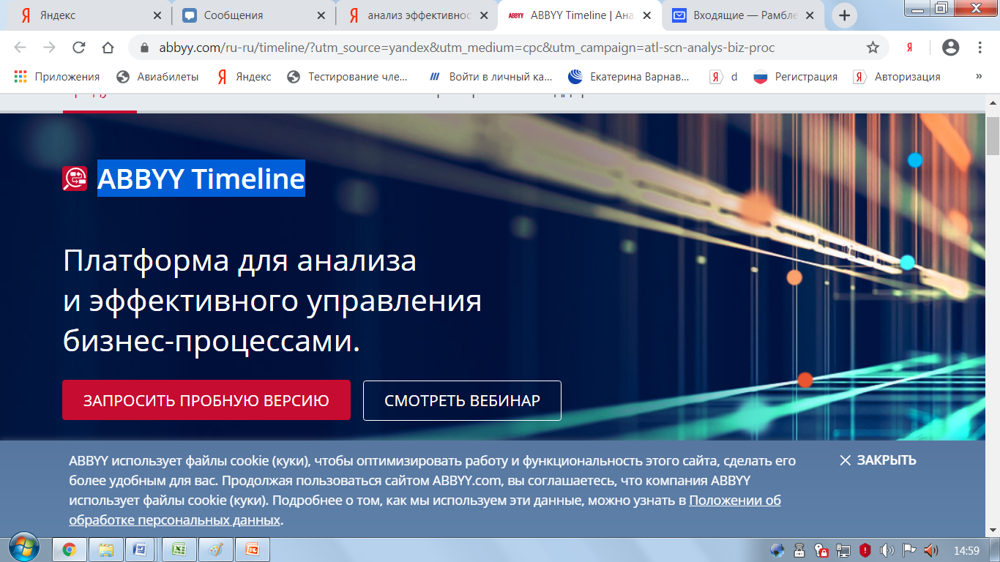 Яндекс
Сообщения
анализ эффективнос
ABBYY Timeline | Ана
Входящие — Рамбле
abbyy.com/ru-ru/timeline/?utm_source=yandex&utm_medium=cpc&utm_campaign=atl-scn-analys-biz-proc
Приложения
Авиабилеты
Яндекс
Тестирование чле...
Войти в личный ка...
Екатерина Варнав...
d
Регистрация
Авторизация
»
ABBYY Timeline
Платформа для анализа
и эффективного управления
бизнес-процессами.
ЗАПРОСИТЬ ПРОБНУЮ ВЕРСИЮ
СМОТРЕТЬ ВЕБИНАР
ABBYY использует файлы cookie (куки), чтобы оптимизировать работу и функциональность этого сайта, сделать его
более удобным для вас. Продолжая пользоваться сайтом ABBYY.com, вы соглашаетесь, что компания ABBYY
использует файлы cookie (куки). Подробнее о том, как мы используем эти данные, можно узнать в Положении об
обработке персональных данных.
ЗАКРЫТЬ
14:59